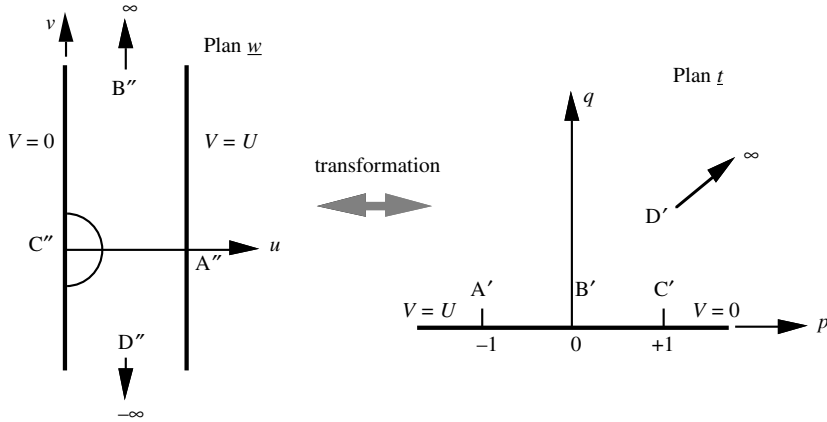 v
∞
Plan w
B″
V = 0
V = U
C″
u
A″
D″
–∞
transformation
Plan t
q
∞
D′
A′
B′
C′
V = U
V = 0
p
–1
0
+1